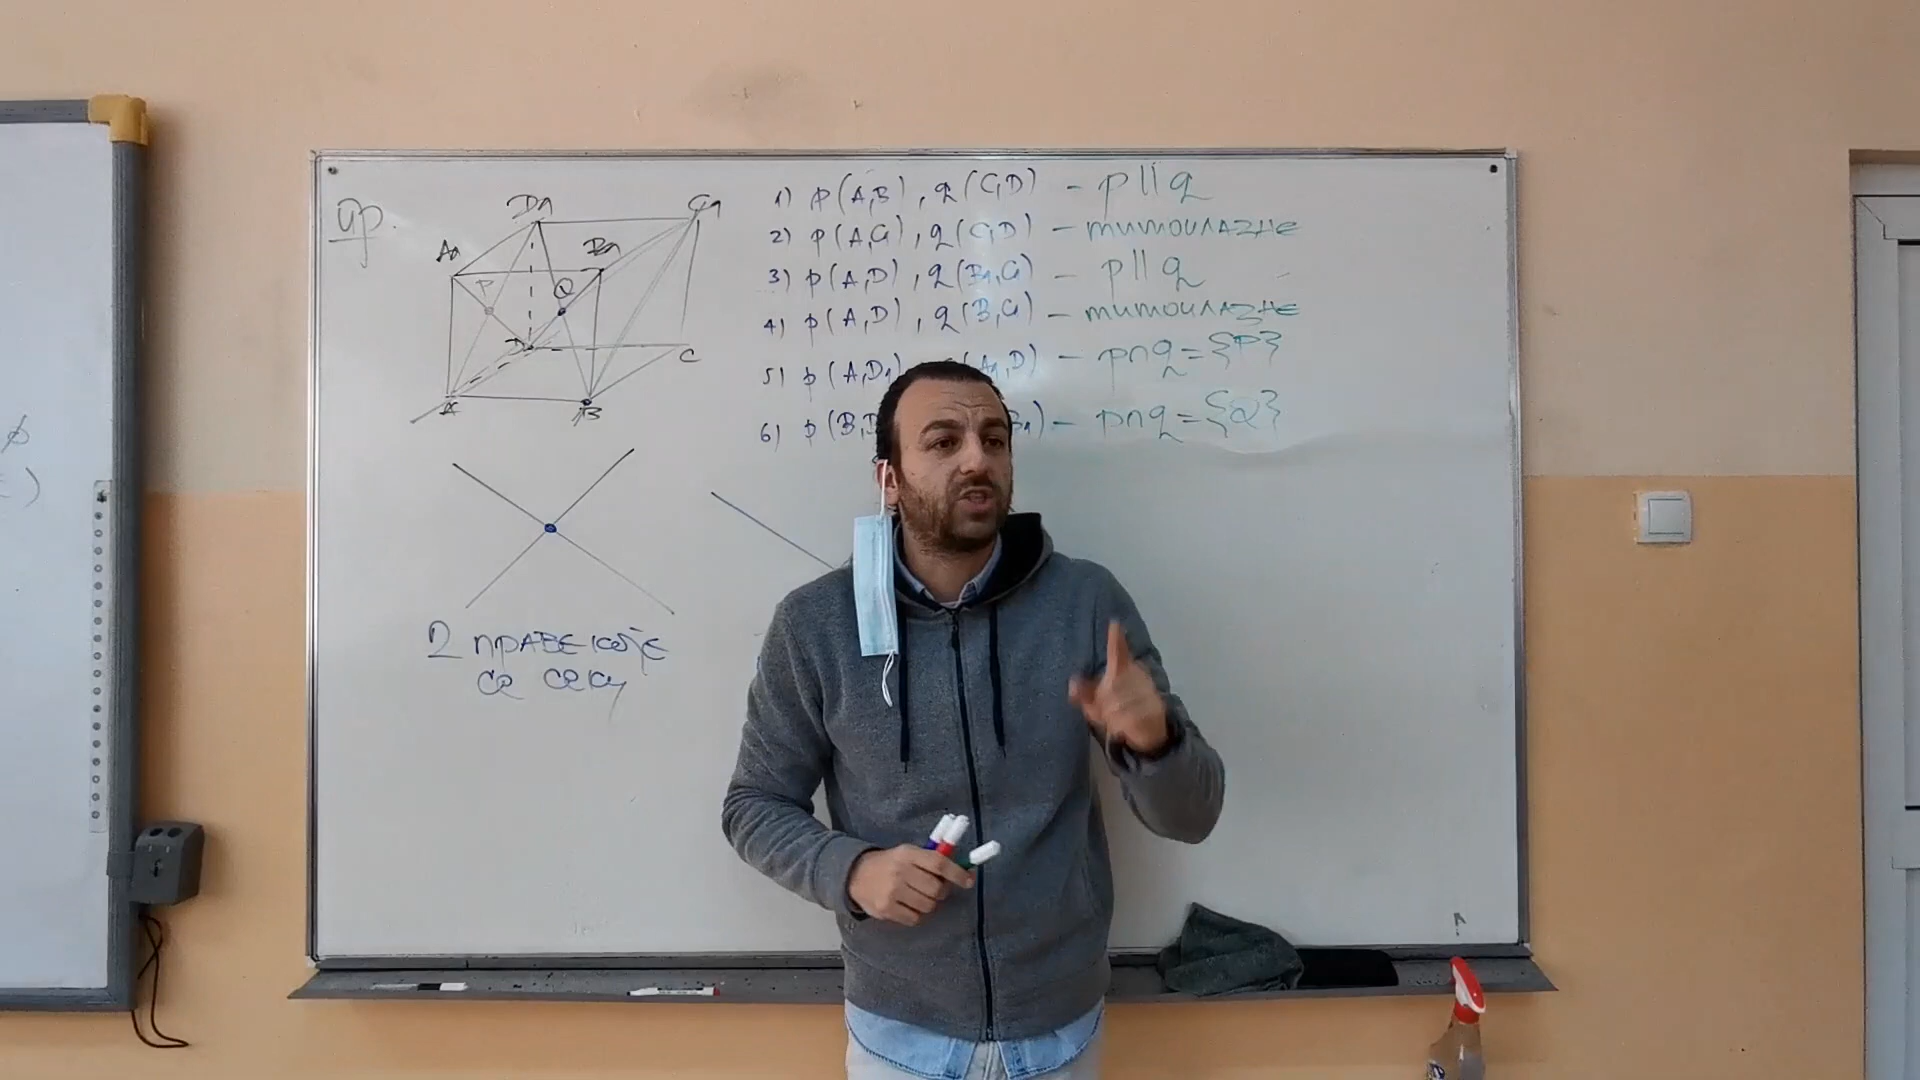 пр.
D1 C1
A1 B1
P Q
D C
A B
1) p(A,B), q(C,D) - p||q
2) p(A,C1), q(C,D) - мимоилазне
3) p(A,D), q(B1,C1) - p||q
4) p(A,D), q(B,C1) - мимоилазне
5) p(A,D1) (A1,D) - p∩q={P}
6) p(B,D B1) - p∩q={Q}
2 ПРАВЕ КОЈЕ
СЕ СЕКУ